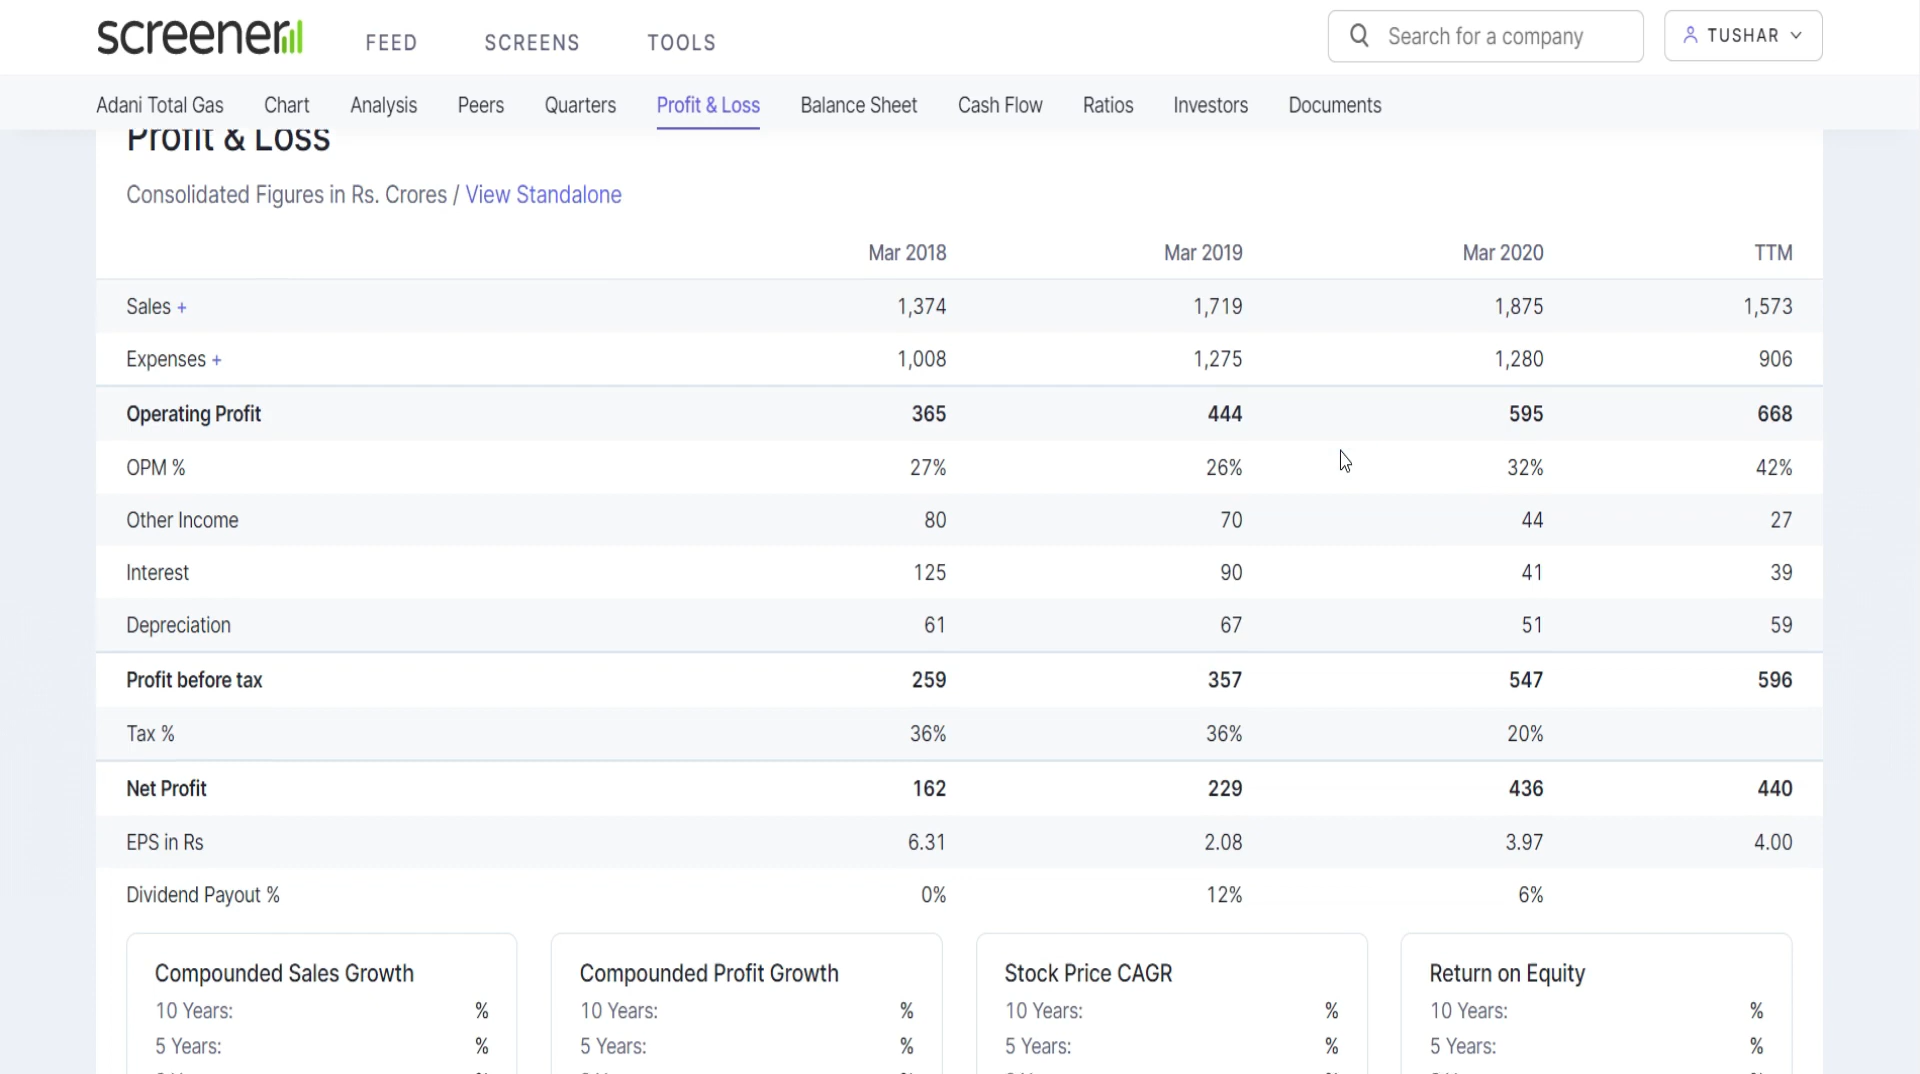 screener
FEED SCREENS TOOLS
Search for a company
TUSHAR
Adani Total Gas Chart Analysis Peers Quarters Profit & Loss Balance Sheet Cash Flow Ratios Investors Documents
Profit & Loss
Consolidated Figures in Rs. Crores / View Standalone
Mar 2018 Mar 2019 Mar 2020 TTM
Sales + 1,374 1,719 1,875 1,573
Expenses + 1,008 1,275 1,280 906
Operating Profit 365 444 595 668
OPM % 27% 26% 32% 42%
Other Income 80 70 44 27
Interest 125 90 41 39
Depreciation 61 67 51 59
Profit before tax 259 357 547 596
Tax % 36% 36% 20%
Net Profit 162 229 436 440
EPS in Rs 6.31 2.08 3.97 4.00
Dividend Payout % 0% 12% 6%
Compounded Sales Growth
10 Years: %
5 Years: %
Compounded Profit Growth
10 Years: %
5 Years: %
Stock Price CAGR
10 Years: %
5 Years: %
Return on Equity
10 Years: %
5 Years: %